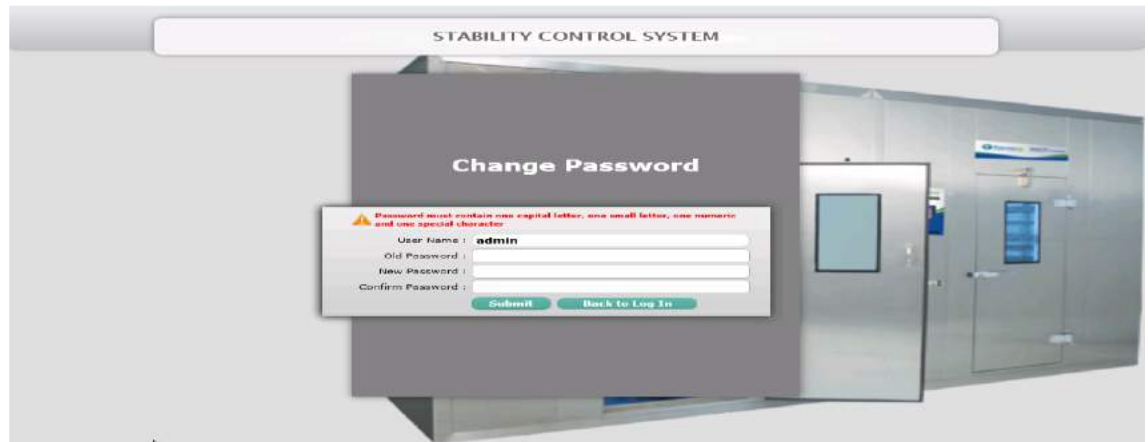 STABILITY CONTROL SYSTEM
Change Password
Password must contain one capital letter, one small letter, one numeric
and one special character
User Name : admin
Old Password :
New Password :
Confirm Password :
Submit Back to Log In